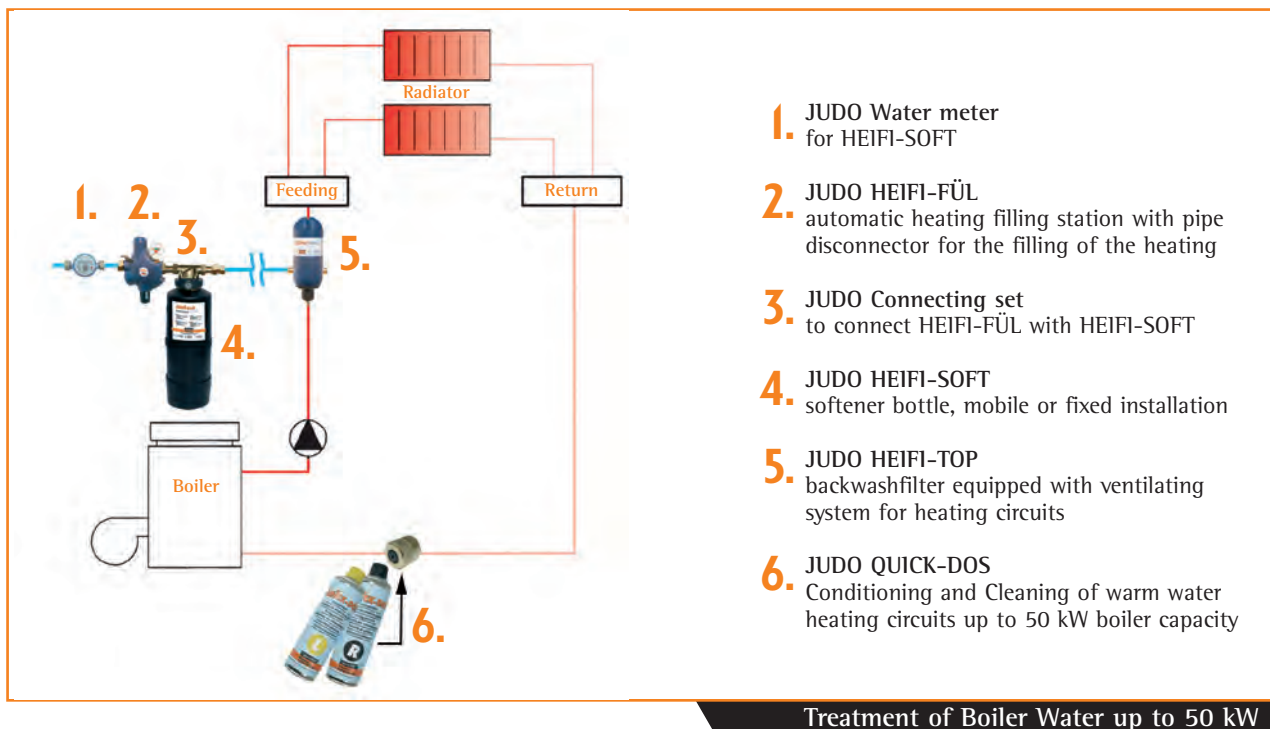 Radiator
Feeding
Return
1.
2.
3.
4.
5.
Boiler
L
R
6.
1. JUDO Water meter
for HEIFI-SOFT
2. JUDO HEIFI-FÜL
automatic heating filling station with pipe
disconnector for the filling of the heating
3. JUDO Connecting set
to connect HEIFI-FÜL with HEIFI-SOFT
4. JUDO HEIFI-SOFT
softener bottle, mobile or fixed installation
5. JUDO HEIFI-TOP
backwashfilter equipped with ventilating
system for heating circuits
6. JUDO QUICK-DOS
Conditioning and Cleaning of warm water
heating circuits up to 50 kW boiler capacity
Treatment of Boiler Water up to 50 kW